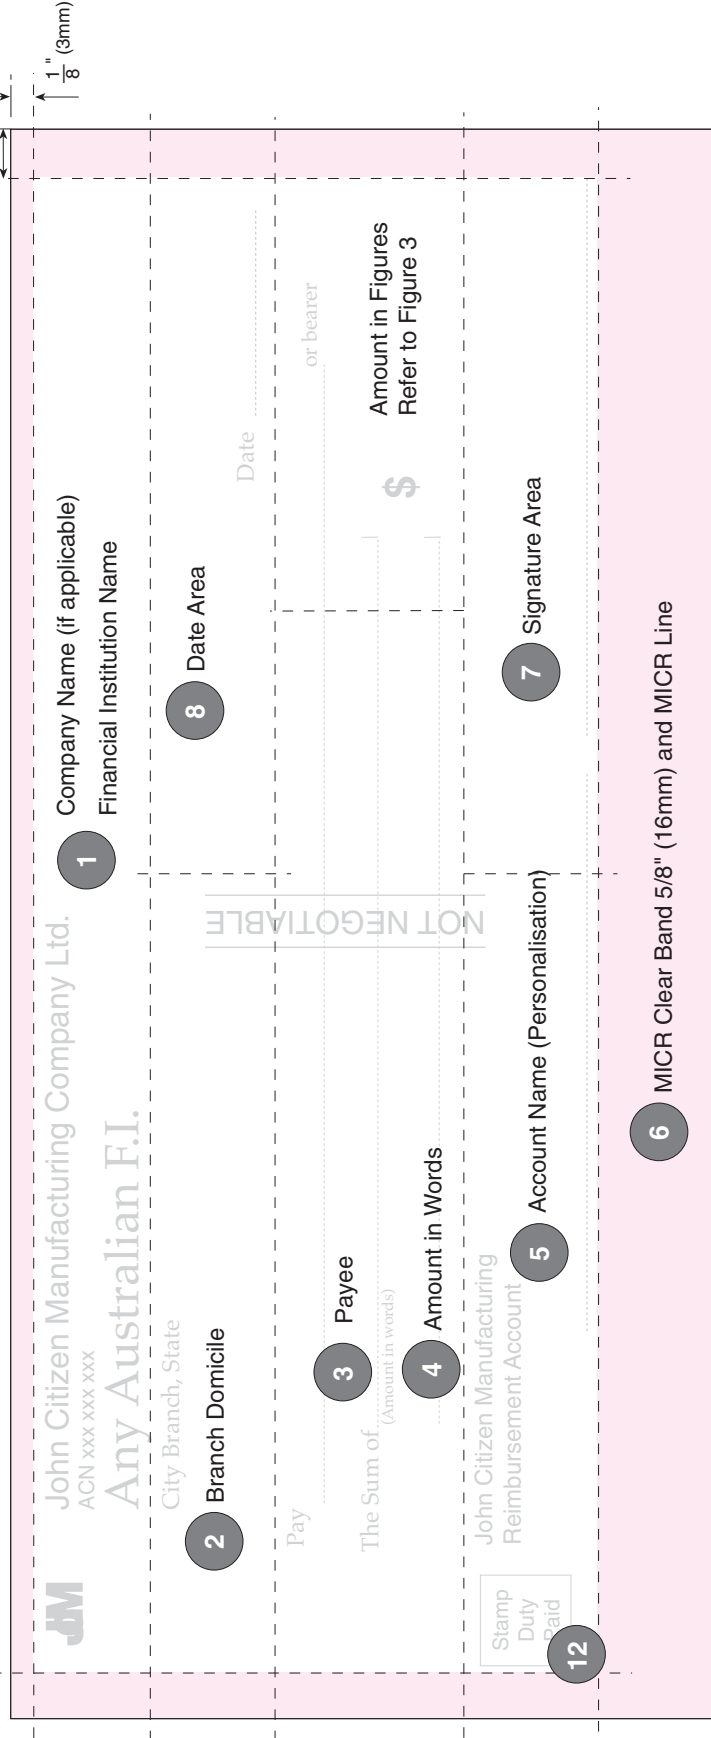 1/8" (3mm)
John Citizen Manufacturing Company Ltd.
ACN xxx xxx xxx
Any Australian F.I.
1
Company Name (if applicable)
Financial Institution Name
City Branch, State
2
Branch Domicile
8
Date Area
Date
NOT NEGOTIABLE
Pay
or bearer
3
Payee
The Sum of
(Amount in words)
4
Amount in Words
$
Amount in Figures
Refer to Figure 3
John Citizen Manufacturing
Reimbursement Account
5
Account Name (Personalisation)
7
Signature Area
Stamp
Duty
Paid
12
6
MICR Clear Band 5/8" (16mm) and MICR Line